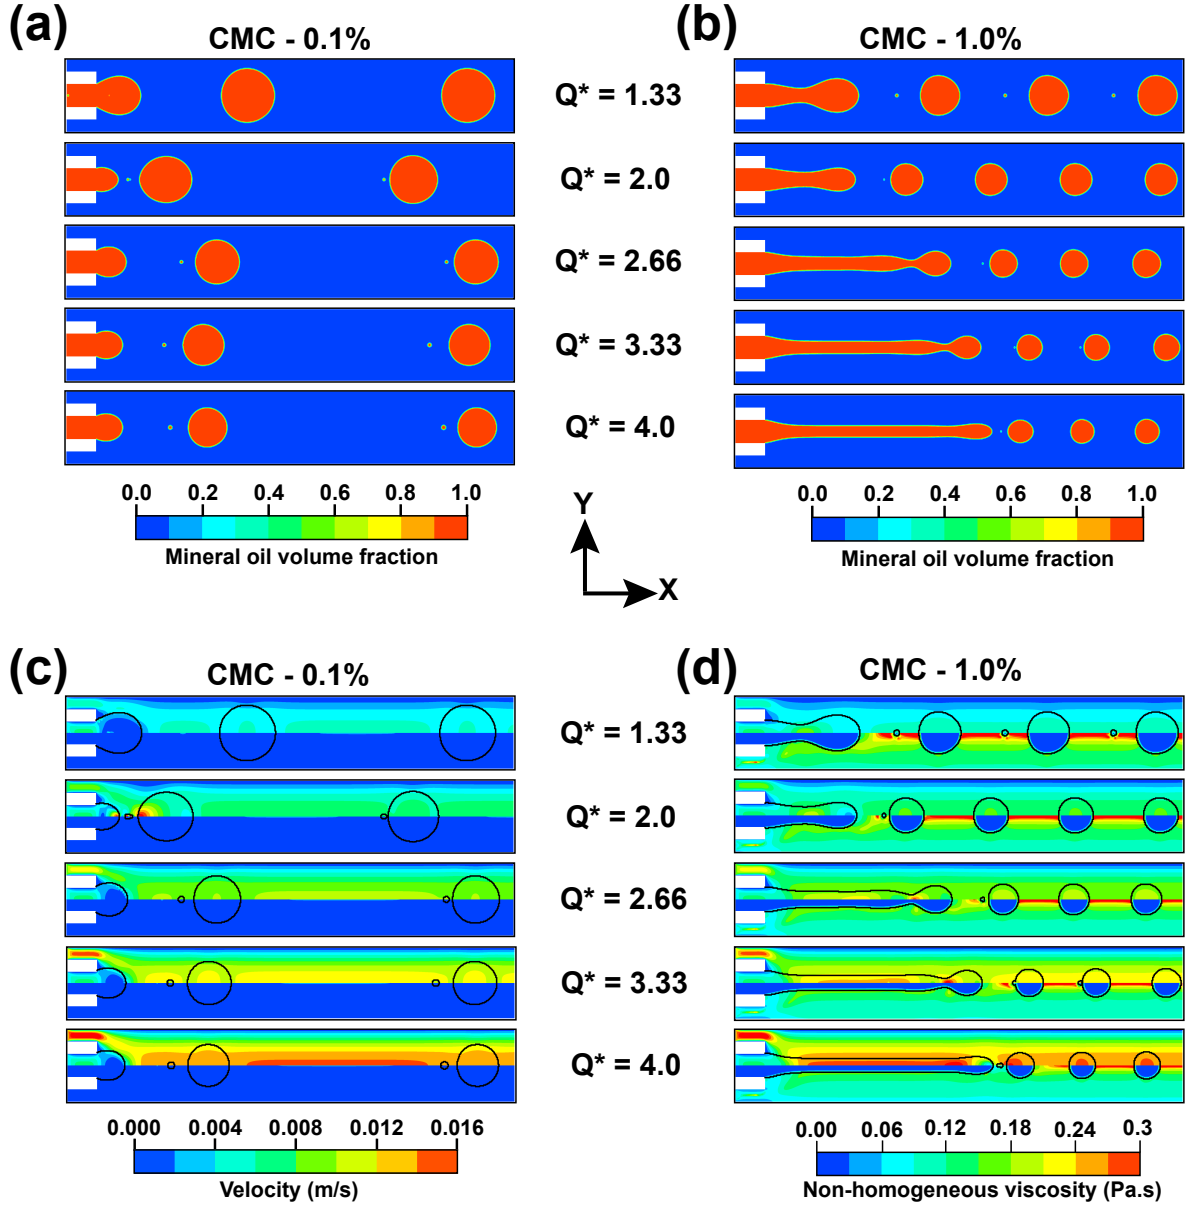 (a)
CMC - 0.1%
(b)
CMC - 1.0%
Q* = 1.33
Q* = 2.0
Q* = 2.66
Q* = 3.33
Q* = 4.0
0.0 0.2 0.4 0.6 0.8 1.0
Mineral oil volume fraction
0.0 0.2 0.4 0.6 0.8 1.0
Mineral oil volume fraction
Y
X
(c)
CMC - 0.1%
(d)
CMC - 1.0%
Q* = 1.33
Q* = 2.0
Q* = 2.66
Q* = 3.33
Q* = 4.0
0.000 0.004 0.008 0.012 0.016
Velocity (m/s)
0.00 0.06 0.12 0.18 0.24 0.3
Non-homogeneous viscosity (Pa.s)